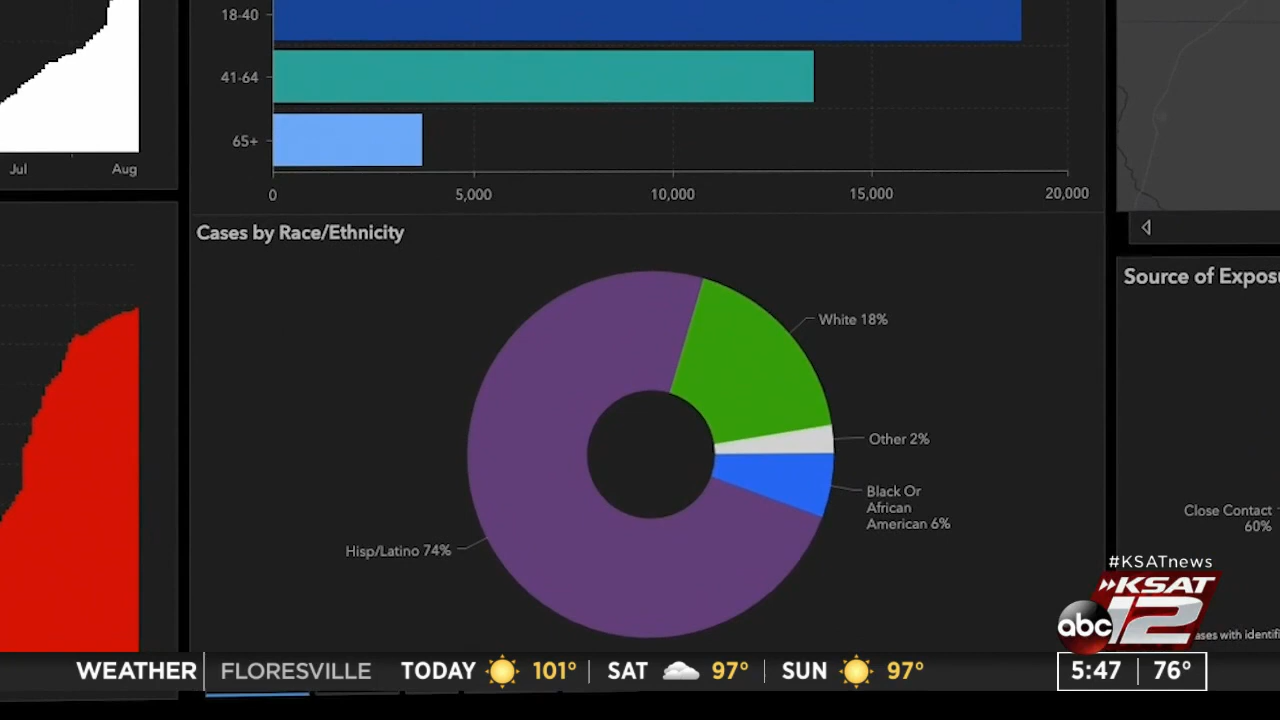 18-40
41-64
65+
0 5,000 10,000 15,000 20,000
Jul Aug
Cases by Race/Ethnicity
White 18%
Other 2%
Black Or
African
American 6%
Hisp/Latino 74%
Source of
Close Contact
60%
#KSATnews
KSAT
abc 12
ases with
WEATHER FLORESVILLE TODAY 101° SAT 97° SUN 97° 5:47 76°